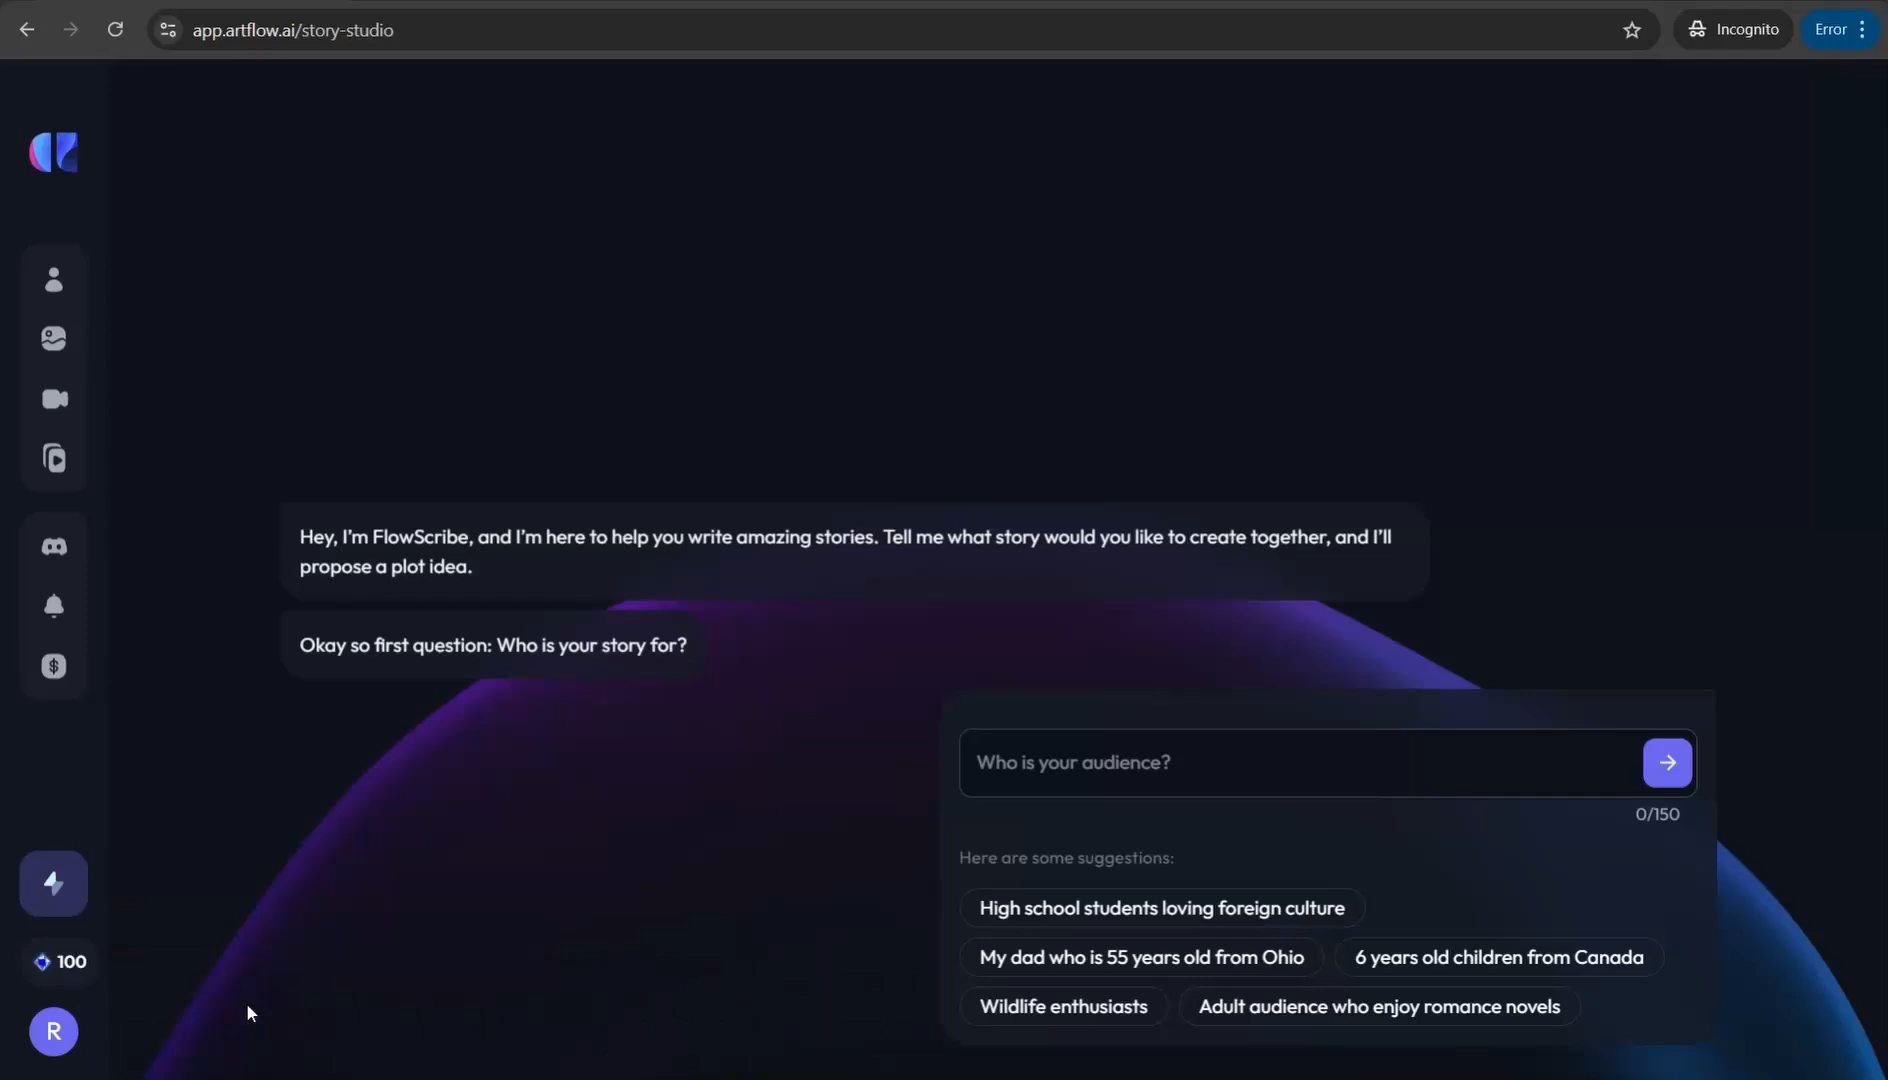 app.artflow.ai/story-studio
Incognito
Error
Hey, I'm FlowScribe, and I'm here to help you write amazing stories. Tell me what story would you like to create together, and I'll
propose a plot idea.
Okay so first question: Who is your story for?
Who is your audience?
0/150
Here are some suggestions:
High school students loving foreign culture
My dad who is 55 years old from Ohio
6 years old children from Canada
Wildlife enthusiasts
Adult audience who enjoy romance novels
100
R